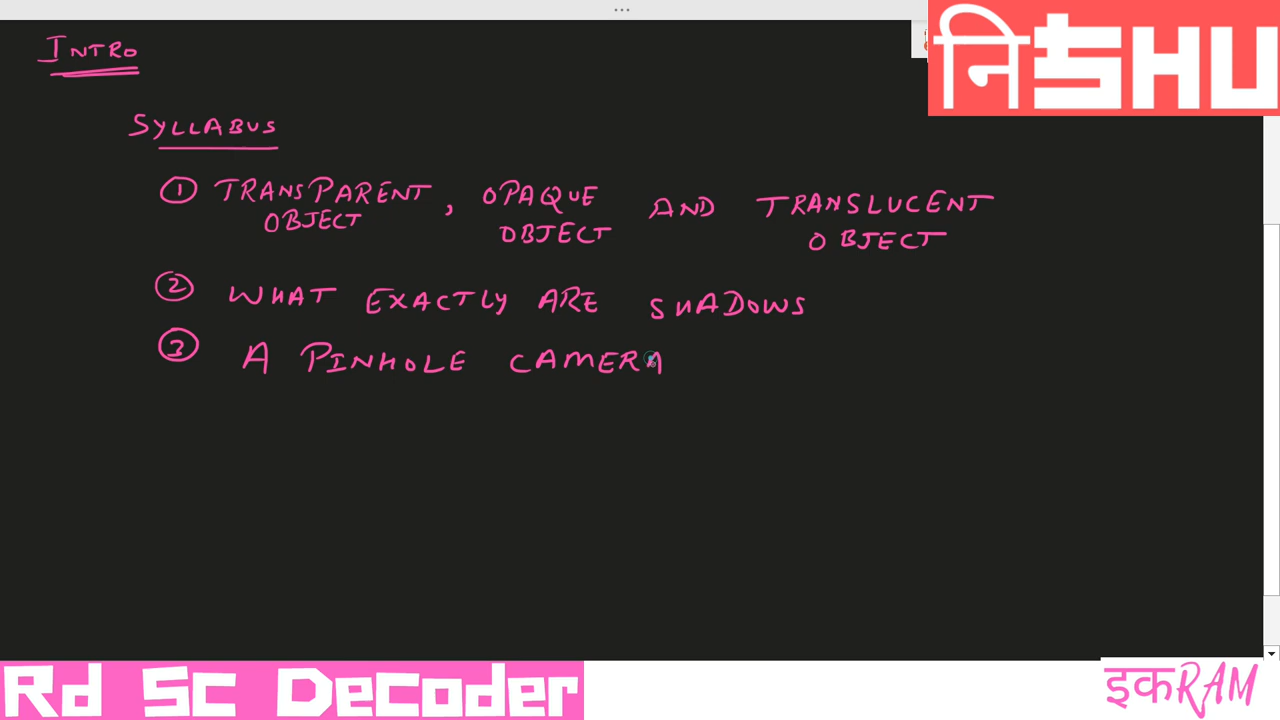 INTRO
निSHU
SYLLABUS
① TRANSPARENT OBJECT, OPAQUE OBJECT AND TRANSLUCENT OBJECT
② WHAT EXACTLY ARE SHADOWS
③ A PINHOLE CAMERA
Rd SC DeCoder
इकRAM